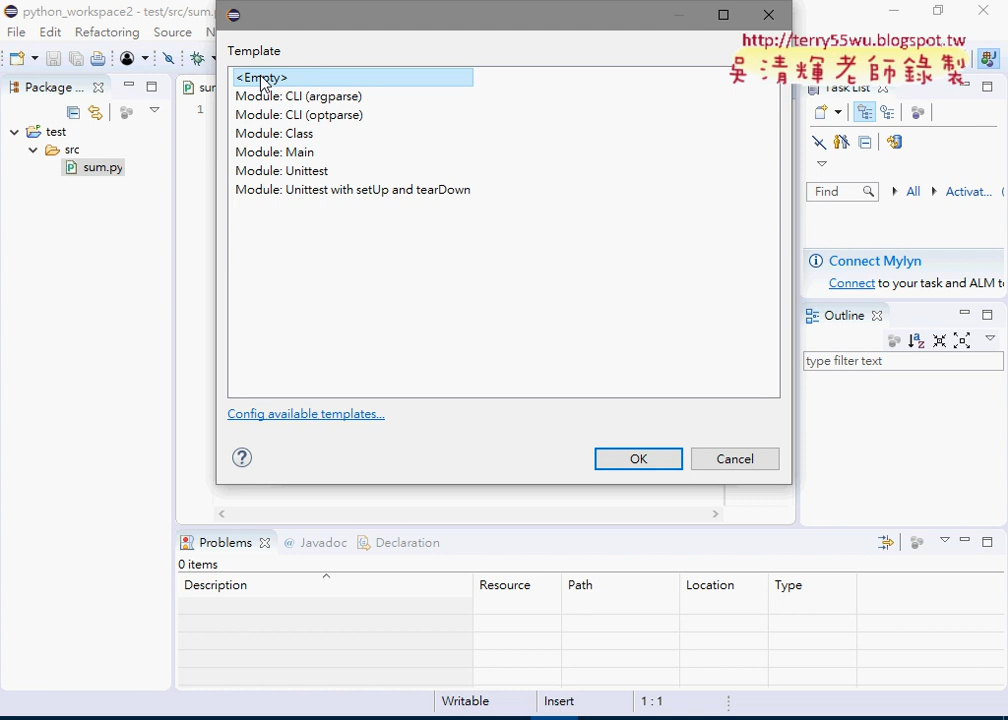 python_workspace2 - test/src/sum.p
File Edit Refactoring Source N
Template
http://terry55wu.blogspot.tw
吳清輝老師錄製
<Empty>
Module: CLI (argparse)
Module: CLI (optparse)
Module: Class
Module: Main
Module: Unittest
Module: Unittest with setUp and tearDown
Config available templates...
OK
Cancel
Package ...
test
src
sum.py
sum
1
Task List
Find
All
Activat...
Connect Mylyn
Connect to your task and ALM to
Outline
type filter text
Problems
@ Javadoc
Declaration
0 items
Description Resource Path Location Type
Writable Insert 1 : 1